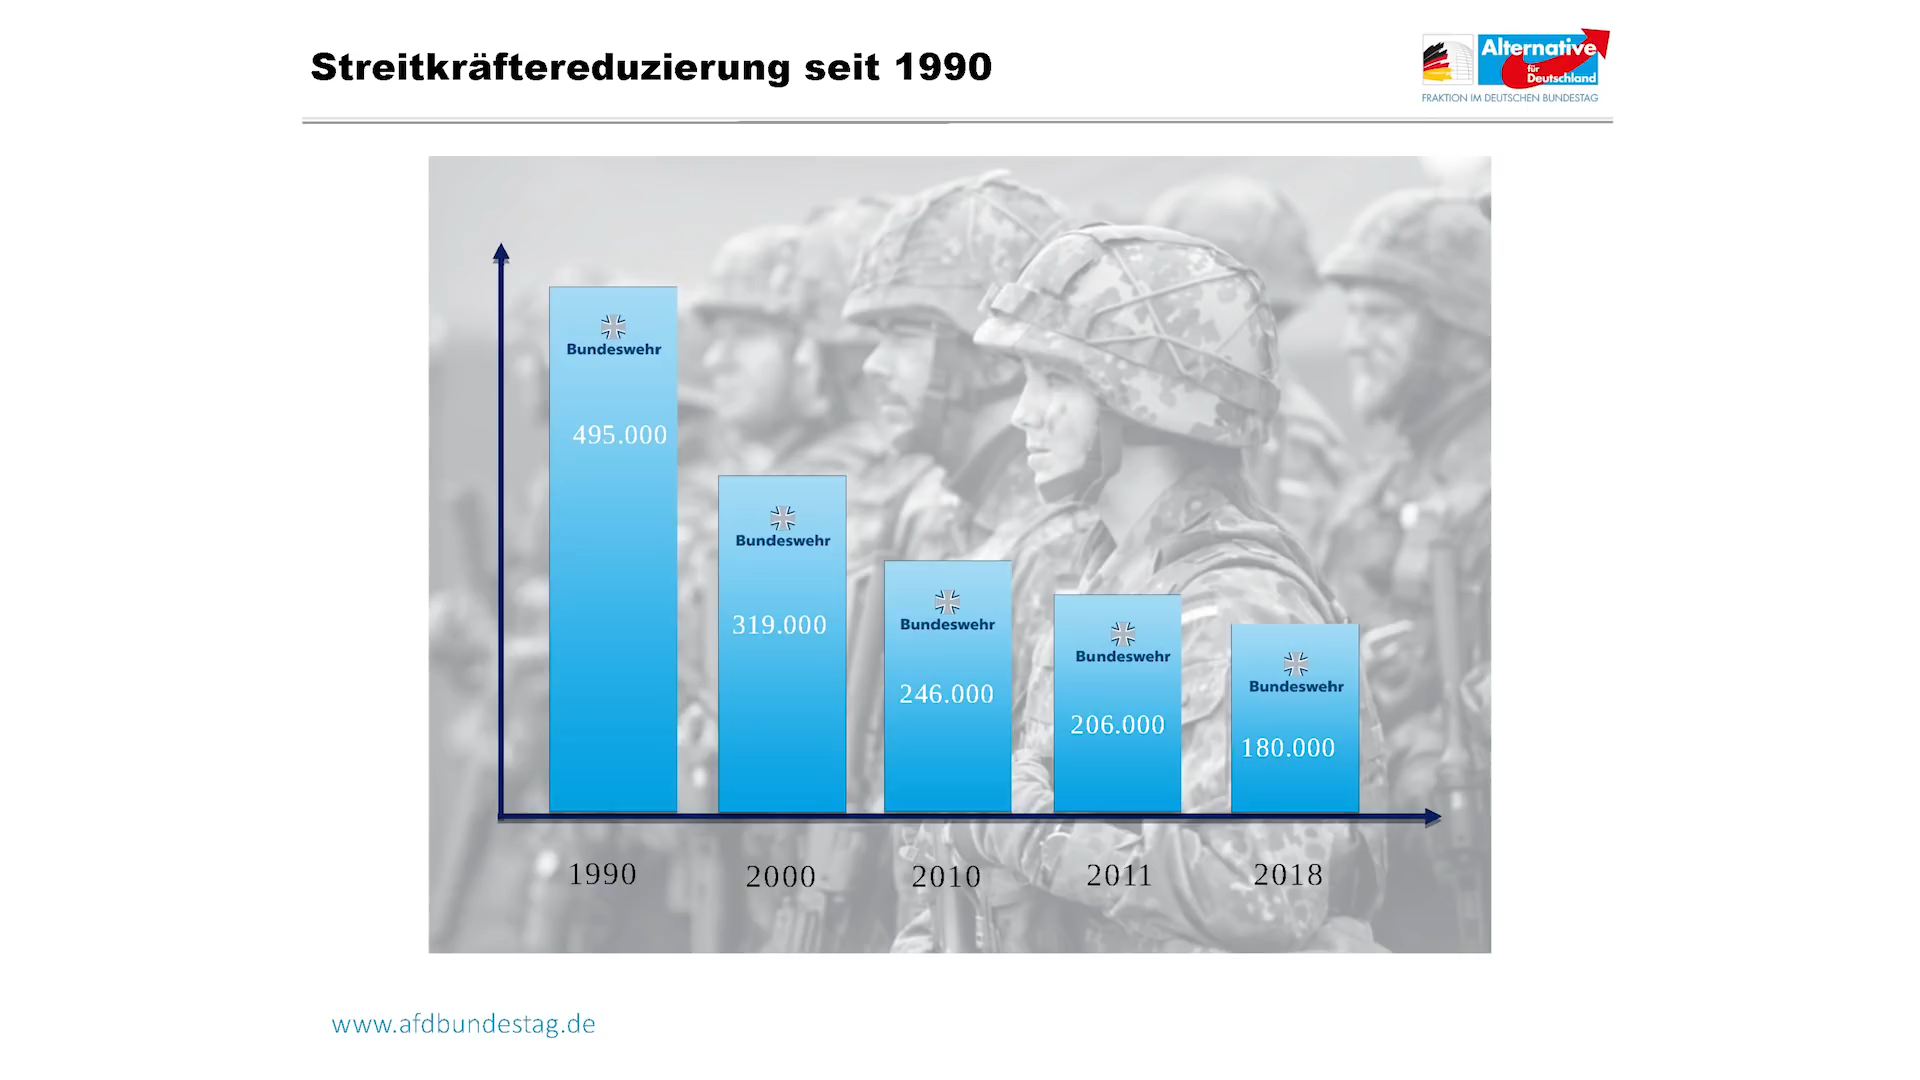 Streitkräftereduzierung seit 1990
Alternative
für
Deutschland
FRAKTION IM DEUTSCHEN BUNDESTAG
Bundeswehr
495.000
Bundeswehr
319.000
Bundeswehr
246.000
Bundeswehr
206.000
Bundeswehr
180.000
1990
2000
2010
2011
2018
www.afdbundestag.de